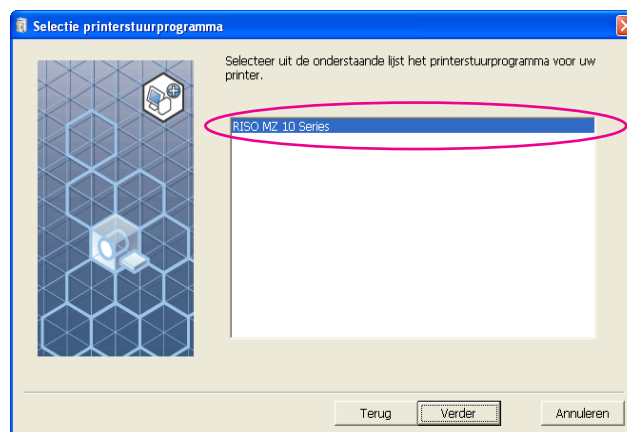 Selectie printerstuurprogramma
Selecteer uit de onderstaande lijst het printerstuurprogramma voor uw
printer.
RISO MZ 10 Series
Terug
Verder
Annuleren